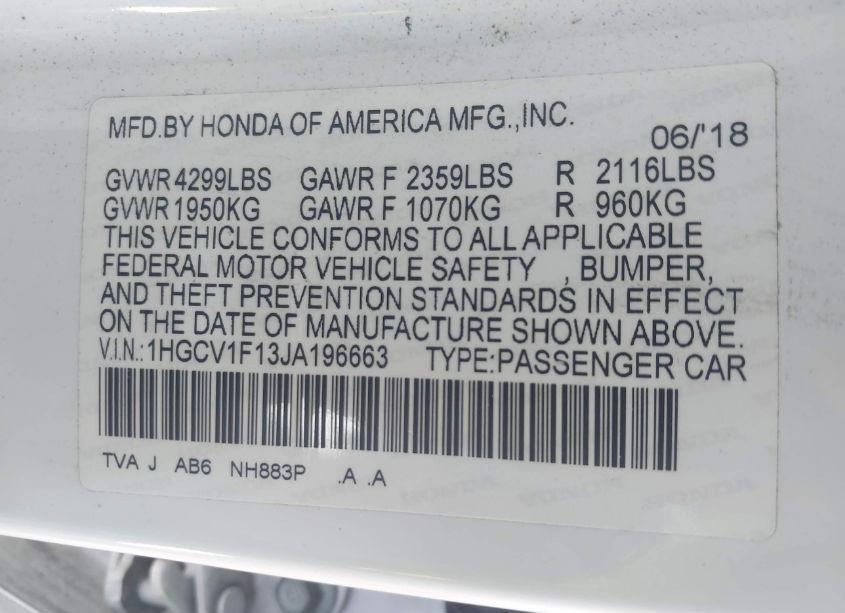 MFD.BY HONDA OF AMERICA MFG.,INC.
06/'18
GVWR 4299LBS GAWR F 2359LBS R 2116LBS
GVWR 1950KG GAWR F 1070KG R 960KG
THIS VEHICLE CONFORMS TO ALL APPLICABLE
FEDERAL MOTOR VEHICLE SAFETY , BUMPER,
AND THEFT PREVENTION STANDARDS IN EFFECT
ON THE DATE OF MANUFACTURE SHOWN ABOVE.
V.I.N.: 1HGCV1F13JA196663 TYPE:PASSENGER CAR
TVA J AB6 NH883P .A .A